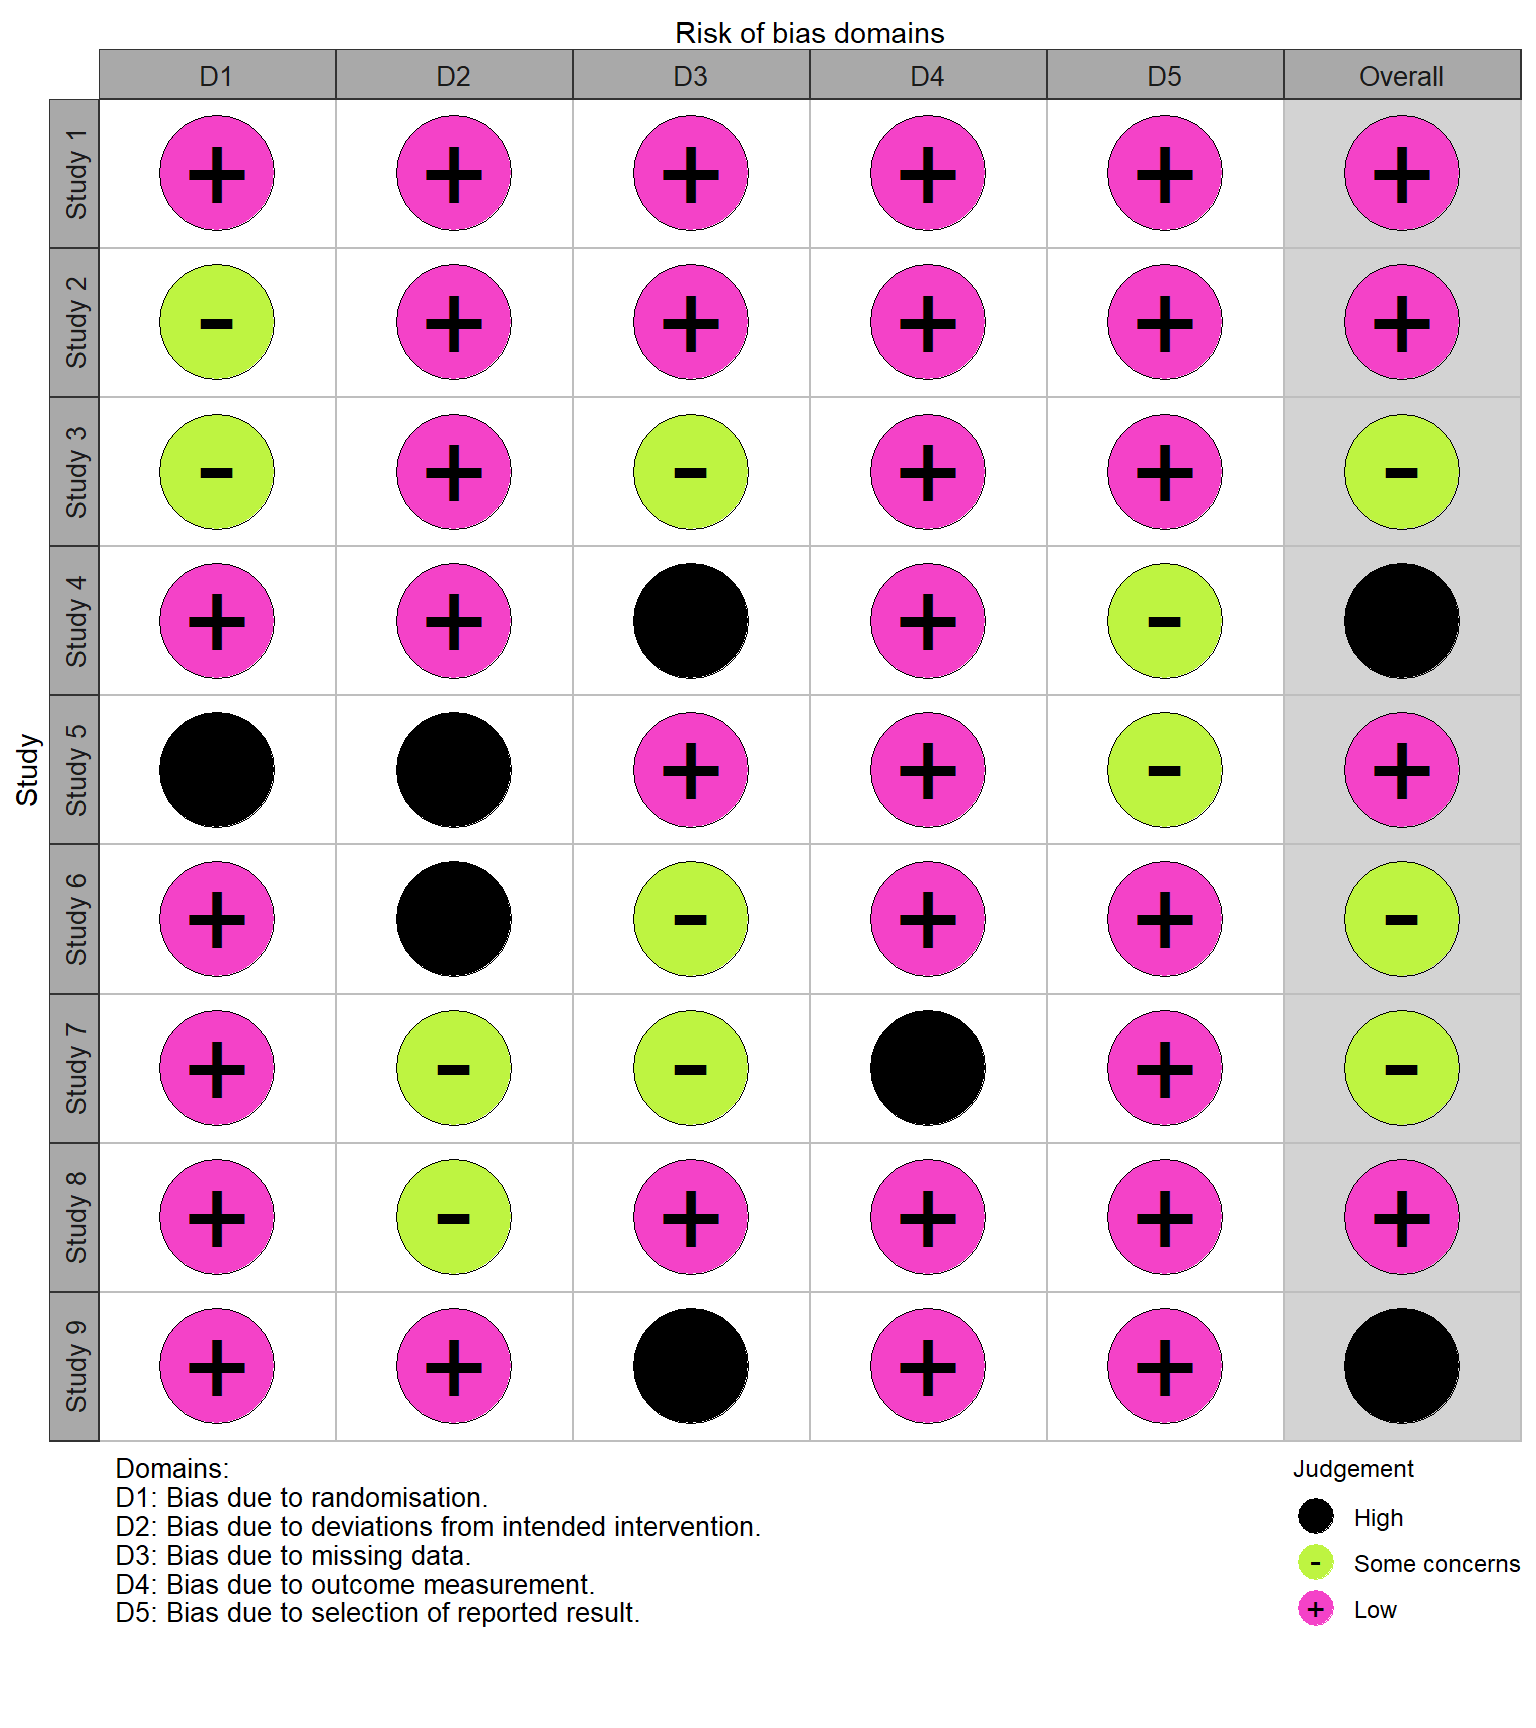 Risk of bias domains
D1 D2 D3 D4 D5 Overall
Study
Study 1 + + + + + +
Study 2 - + + + + +
Study 3 - + - + + -
Study 4 + + + -
Study 5 + + - +
Study 6 + - + + -
Study 7 + - - + -
Study 8 + - + + + +
Study 9 + + + +
Domains:
D1: Bias due to randomisation.
D2: Bias due to deviations from intended intervention.
D3: Bias due to missing data.
D4: Bias due to outcome measurement.
D5: Bias due to selection of reported result.
Judgement
High
- Some concerns
+ Low